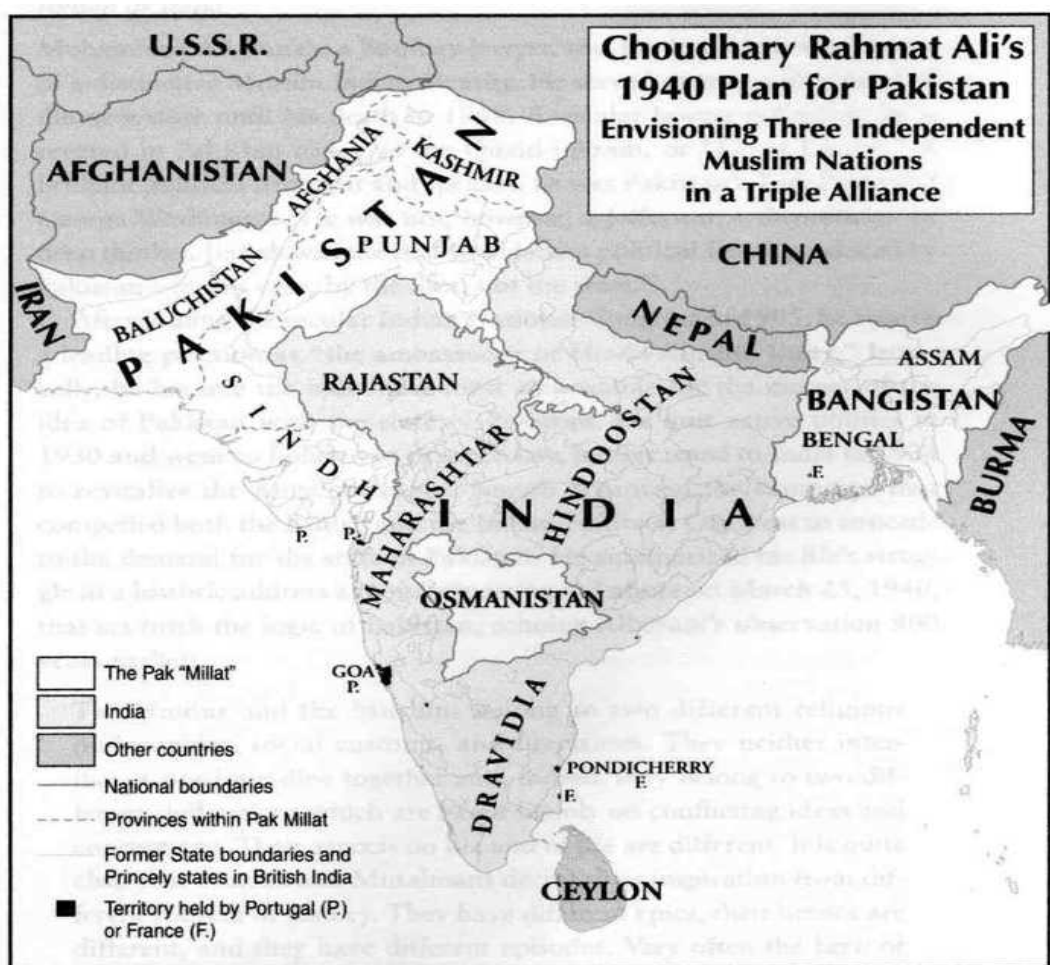 U.S.S.R.
Choudhary Rahmat Ali's
1940 Plan for Pakistan
Envisioning Three Independent
Muslim Nations
in a Triple Alliance
AFGHANISTAN
AFGHANIA
KASHMIR
PAKISTAN
PUNJAB
CHINA
IRAN
BALUCHISTAN
NEPAL
SINDH
RAJASTAN
ASSAM
BANGISTAN
BENGAL
F.
BURMA
MAHARASHTAR
HINDOOSTAN
INDIA
P.
P.
OSMANISTAN
GOA
P.
DRAVIDIA
PONDICHERRY
F.
F.
CEYLON
The Pak "Millat"
India
Other countries
National boundaries
Provinces within Pak Millat
Former State boundaries and
Princely states in British India
Territory held by Portugal (P.)
or France (F.)